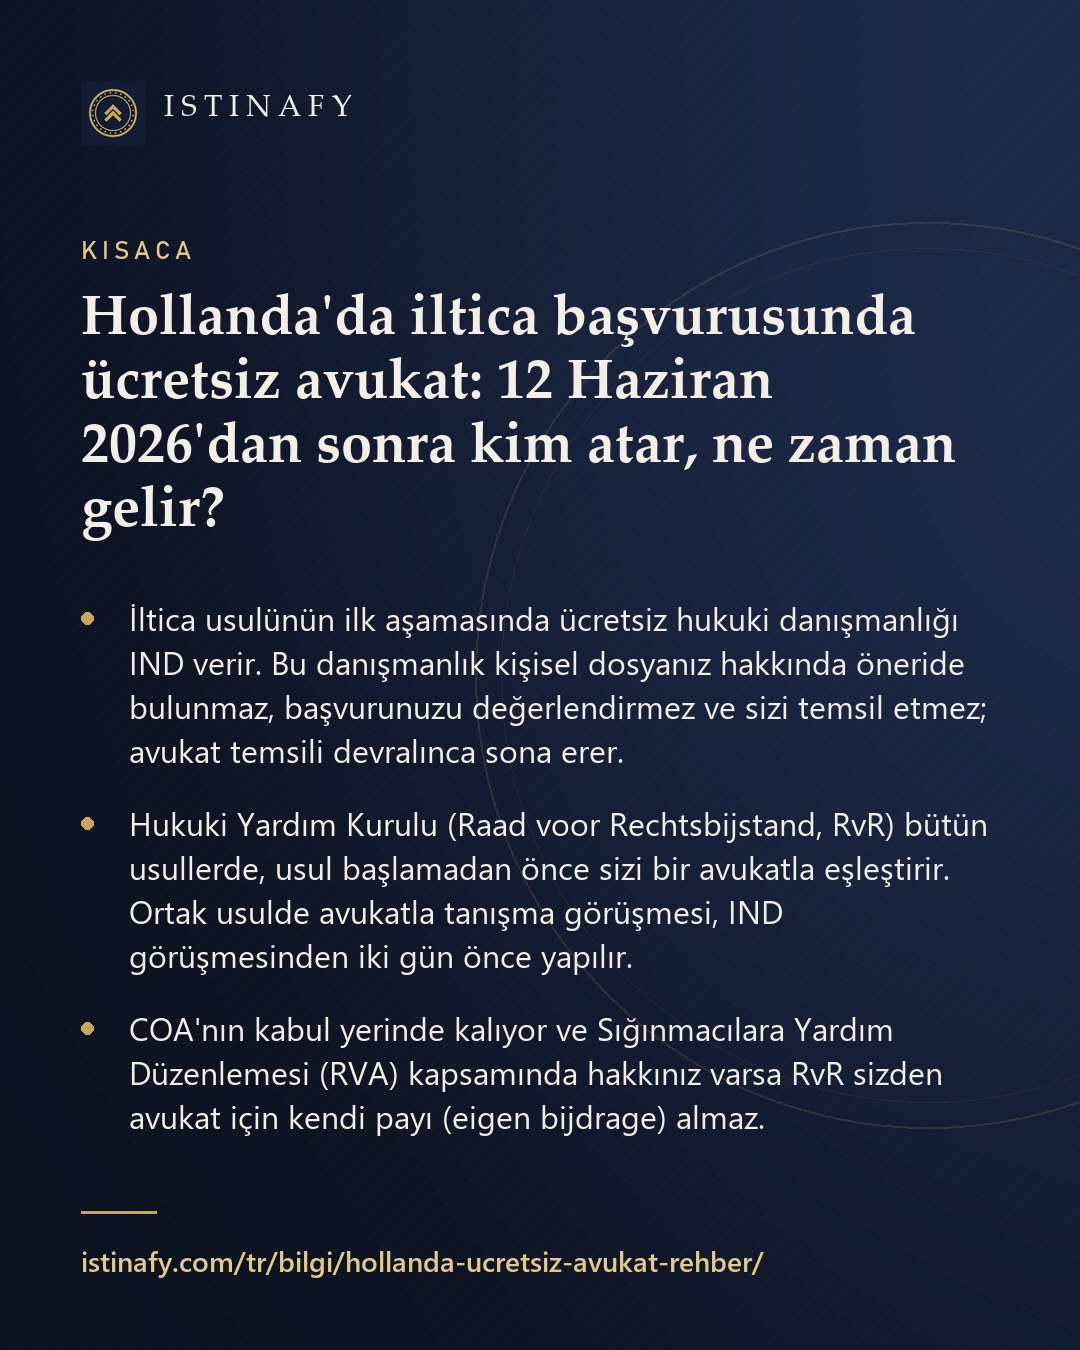 ISTINAFY
KISACA
Hollanda'da iltica başvurusunda
ücretsiz avukat: 12 Haziran
2026'dan sonra kim atar, ne zaman
gelir?
İltica usulünün ilk aşamasında ücretsiz hukuki danışmanlığı
IND verir. Bu danışmanlık kişisel dosyanız hakkında öneride
bulunmaz, başvurunuzu değerlendirmez ve sizi temsil etmez;
avukat temsili devralınca sona erer.
Hukuki Yardım Kurulu (Raad voor Rechtsbijstand, RvR) bütün
usullerde, usul başlamadan önce sizi bir avukatla eşleştirir.
Ortak usulde avukatla tanışma görüşmesi, IND
görüşmesinden iki gün önce yapılır.
COA'nın kabul yerinde kalıyor ve Sığınmacılara Yardım
Düzenlemesi (RVA) kapsamında hakkınız varsa RvR sizden
avukat için kendi payı (eigen bijdrage) almaz.
istinafy.com/tr/bilgi/hollanda-ucretsiz-avukat-rehber/